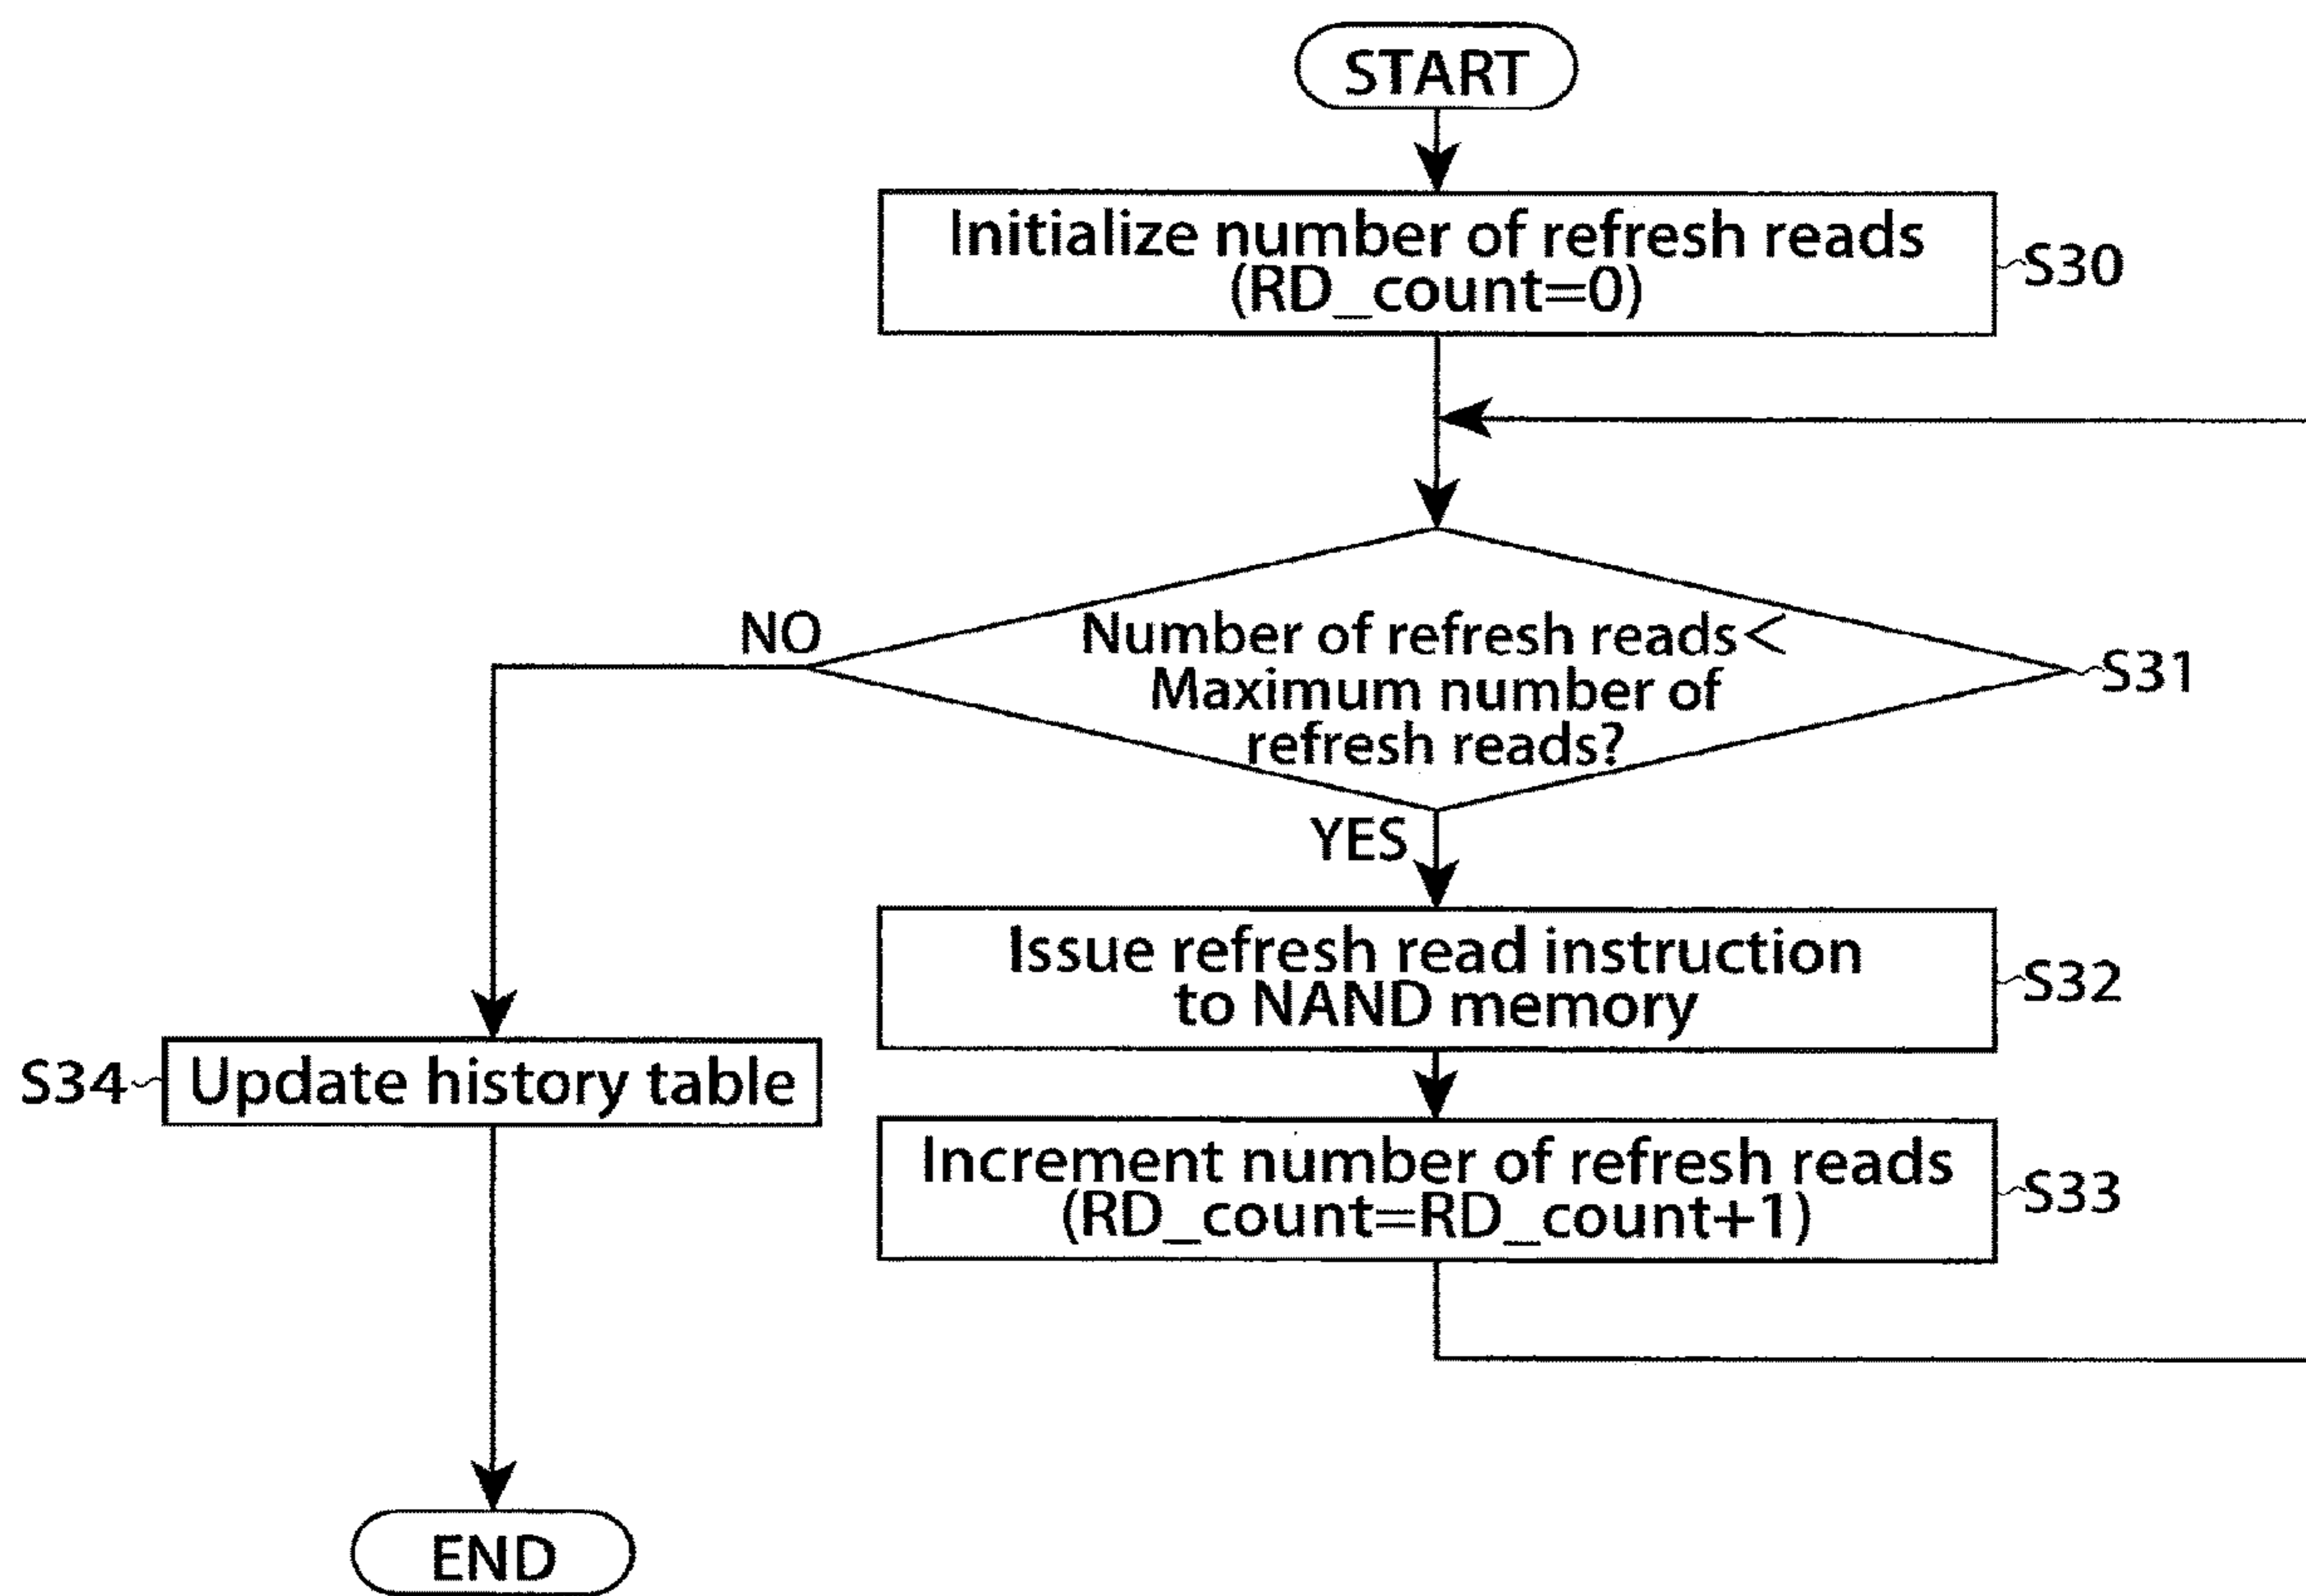 START
Initialize number of refresh reads
(RD_count=0)
S30
NO
Number of refresh reads<
Maximum number of
refresh reads?
S31
YES
Issue refresh read instruction
to NAND memory
S32
S34
Update history table
Increment number of refresh reads
(RD_count=RD_count+1)
S33
END